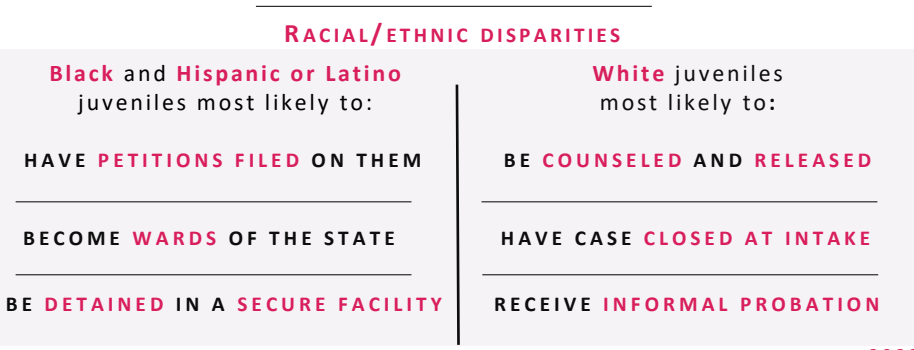 RACIAL/ETHNIC DISPARITIES
Black and Hispanic or Latino
juveniles most likely to:
HAVE PETITIONS FILED ON THEM
BECOME WARDS OF THE STATE
BE DETAINED IN A SECURE FACILITY
White juveniles
most likely to:
BE COUNSELED AND RELEASED
HAVE CASE CLOSED AT INTAKE
RECEIVE INFORMAL PROBATION